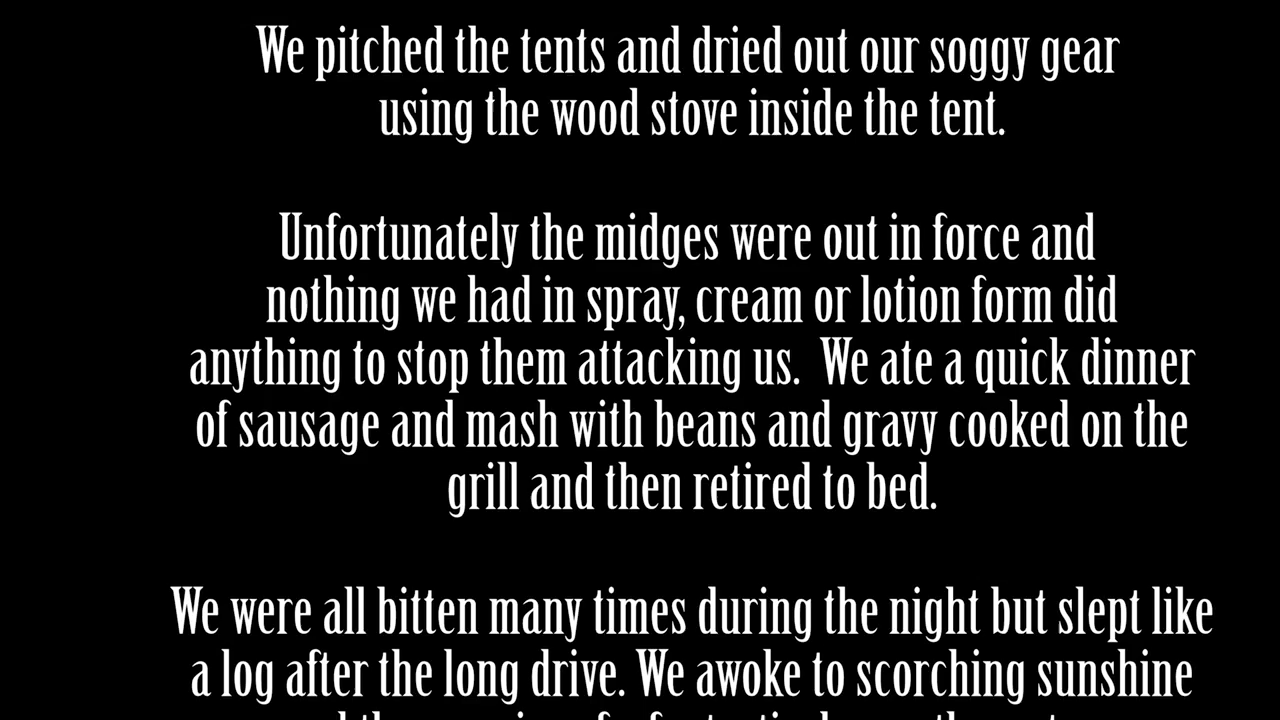 We pitched the tents and dried out our soggy gear
using the wood stove inside the tent.
Unfortunately the midges were out in force and
nothing we had in spray, cream or lotion form did
anything to stop them attacking us.  We ate a quick dinner
of sausage and mash with beans and gravy cooked on the
grill and then retired to bed.
We were all bitten many times during the night but slept like
a log after the long drive. We awoke to scorching sunshine